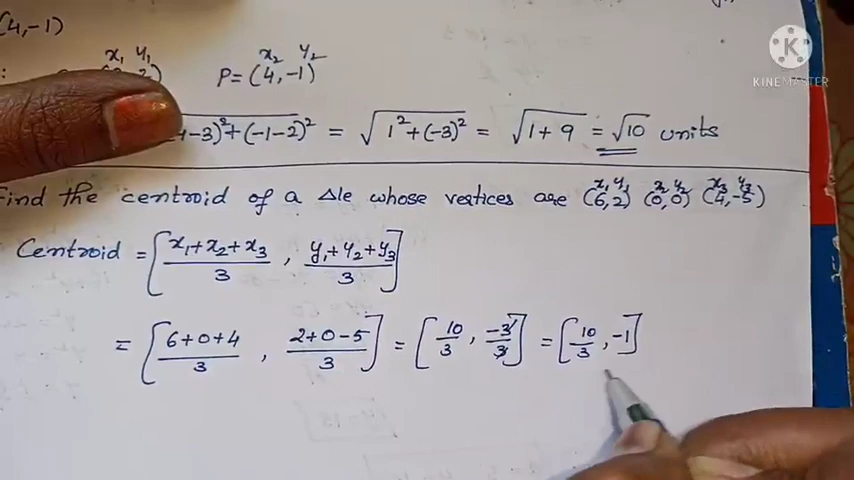 (4,-1)
x₁ y₁ x₂ y₂
P=(4,-1)
4-3)²+(-1-2)² = √1²+(-3)² = √1+9 = √10 units
Find the centroid of a Δle whose vertices are (6,2) (0,0) (4,-5)
x₁ y₁ x₂ y₂ x₃ y₃
Centroid = [x₁+x₂+x₃/3 , y₁+y₂+y₃/3]
= [6+0+4/3 , 2+0-5/3] = [10/3 , -3/3] = [10/3 , -1]
K
KINEMASTER